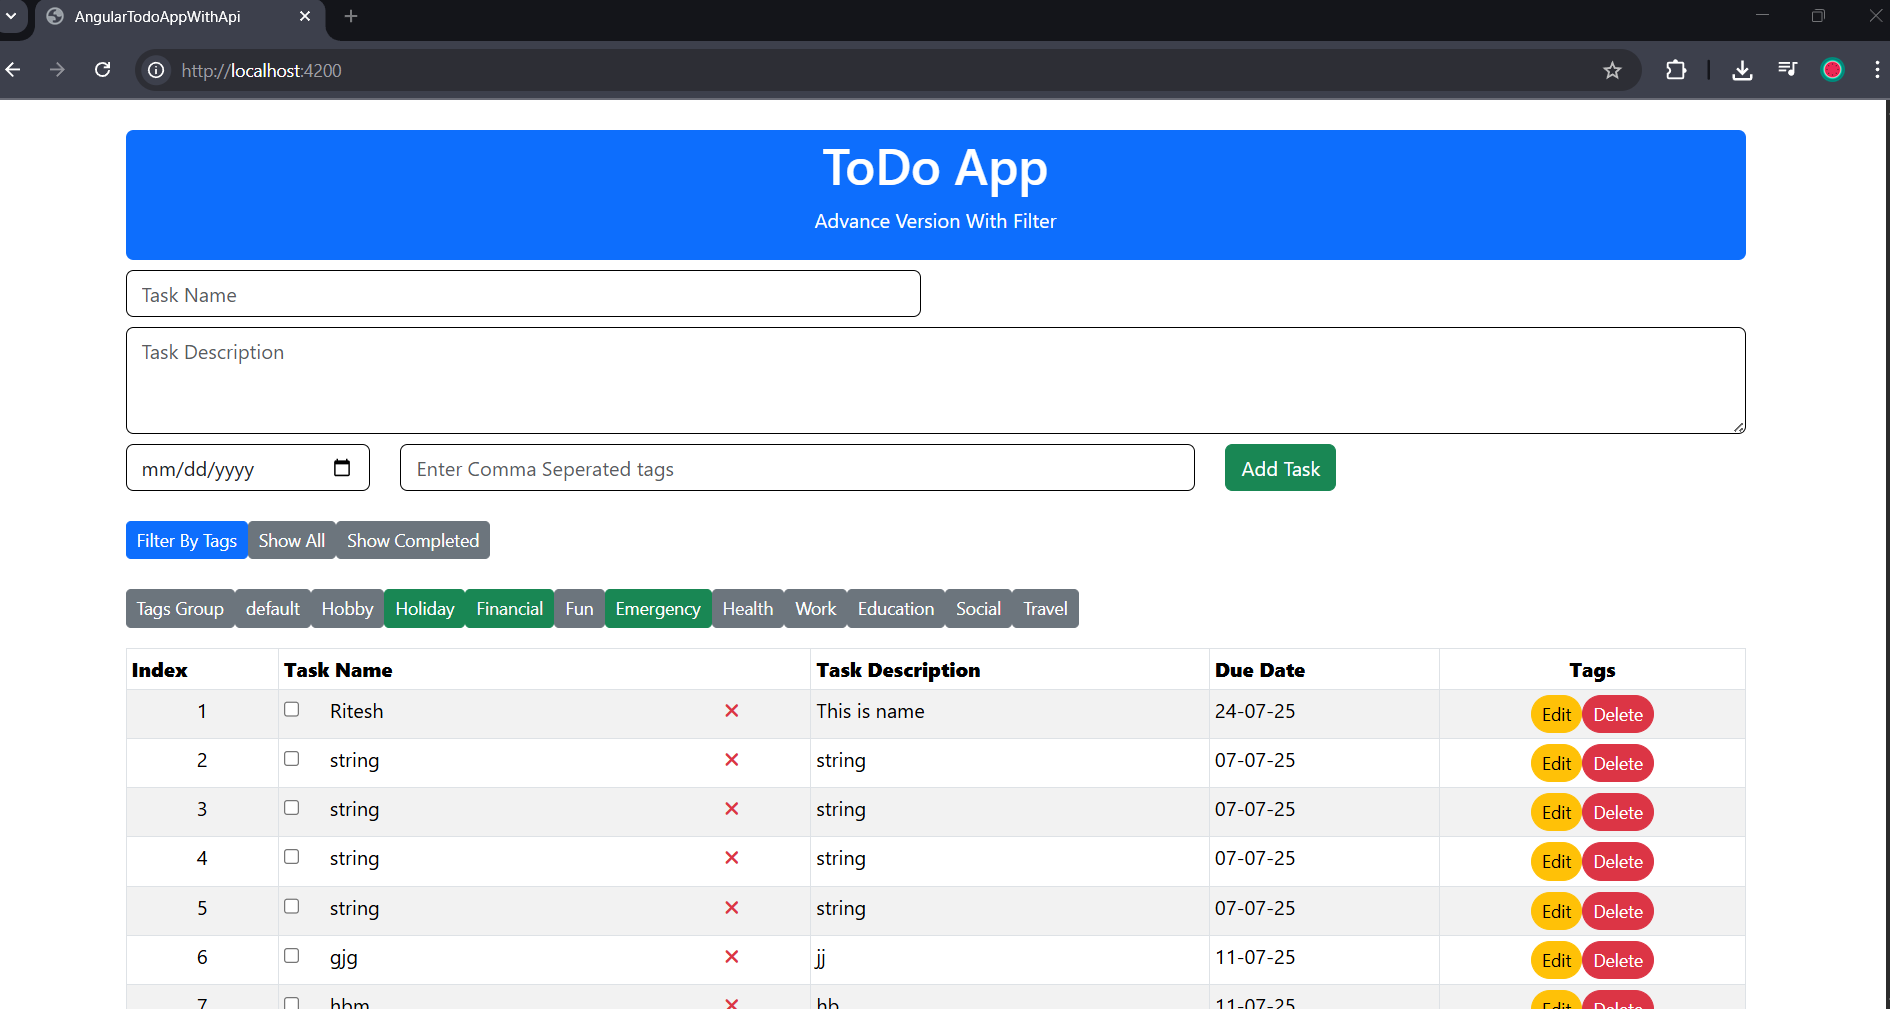 AngularTodoAppWithApi
http://localhost:4200
ToDo App
Advance Version With Filter
Task Name
Task Description
mm/dd/yyyy Enter Comma Seperated tags Add Task
Filter By Tags Show All Show Completed
Tags Group default Hobby Holiday Financial Fun Emergency Health Work Education Social Travel
Index Task Name Task Description Due Date Tags
1 Ritesh This is name 24-07-25 Edit Delete
2 string string 07-07-25 Edit Delete
3 string string 07-07-25 Edit Delete
4 string string 07-07-25 Edit Delete
5 string string 07-07-25 Edit Delete
6 gjg jj 11-07-25 Edit Delete
7 hbm hb 11-07-25 Edit Delete